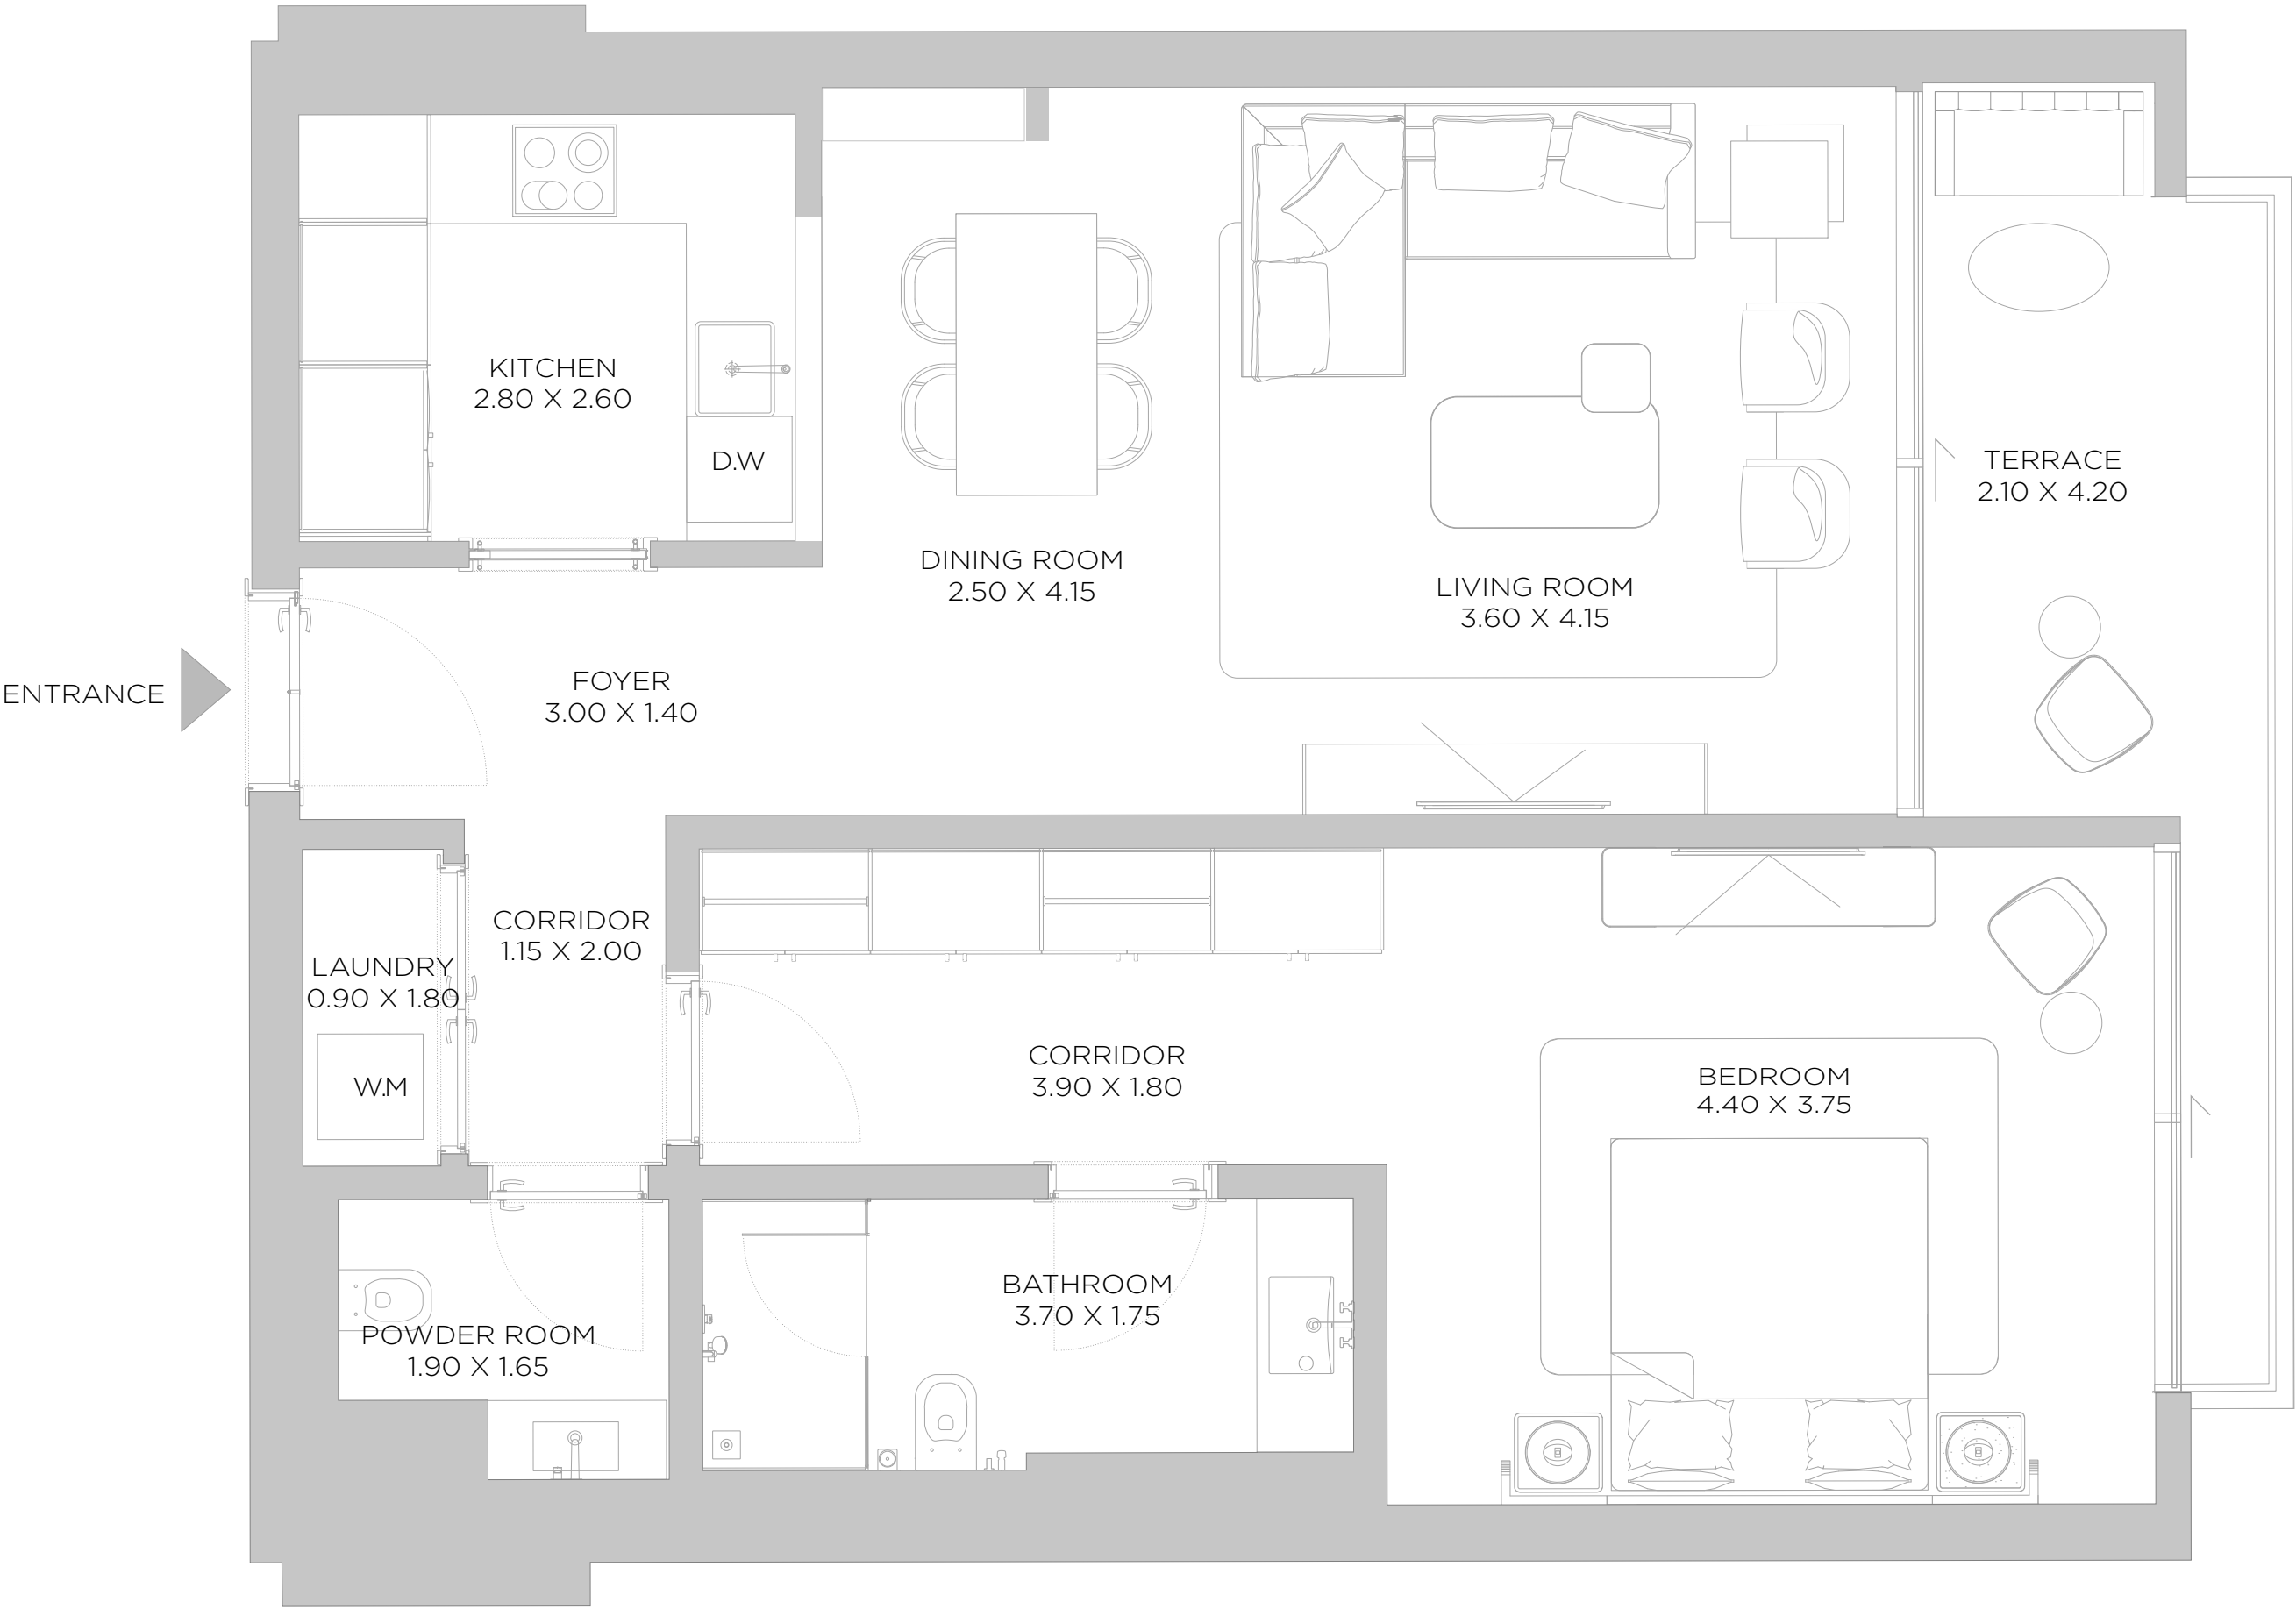 KITCHEN
2.80 X 2.60
D.W
TERRACE
2.10 X 4.20
DINING ROOM
2.50 X 4.15
LIVING ROOM
3.60 X 4.15
ENTRANCE
FOYER
3.00 X 1.40
CORRIDOR
1.15 X 2.00
LAUNDRY
0.90 X 1.80
W.M
CORRIDOR
3.90 X 1.80
BEDROOM
4.40 X 3.75
BATHROOM
3.70 X 1.75
POWDER ROOM
1.90 X 1.65